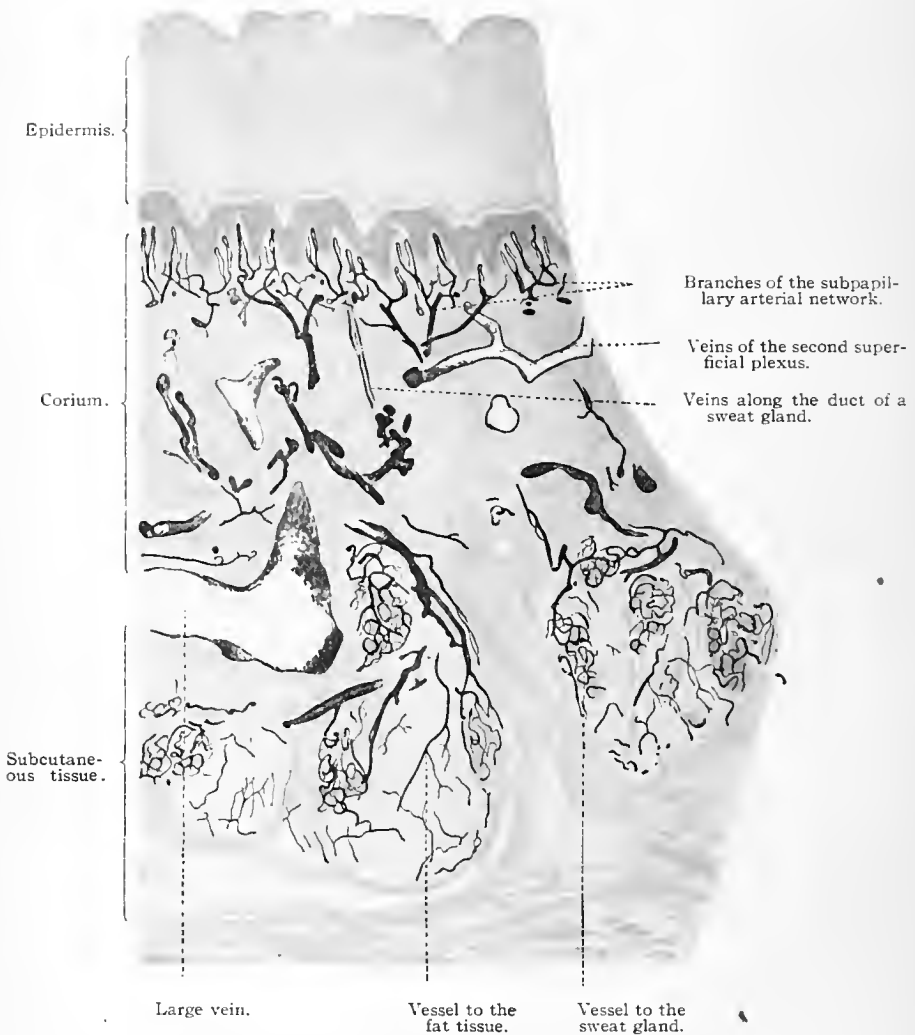 Epidermis.
Branches of the subpapil-
lary arterial network.
Veins of the second super-
ficial plexus.
Corium.
Veins along the duct of a
sweat gland.
Subcutane-
ous tissue.
Large vein.
Vessel to the
fat tissue.
Vessel to the
sweat gland.